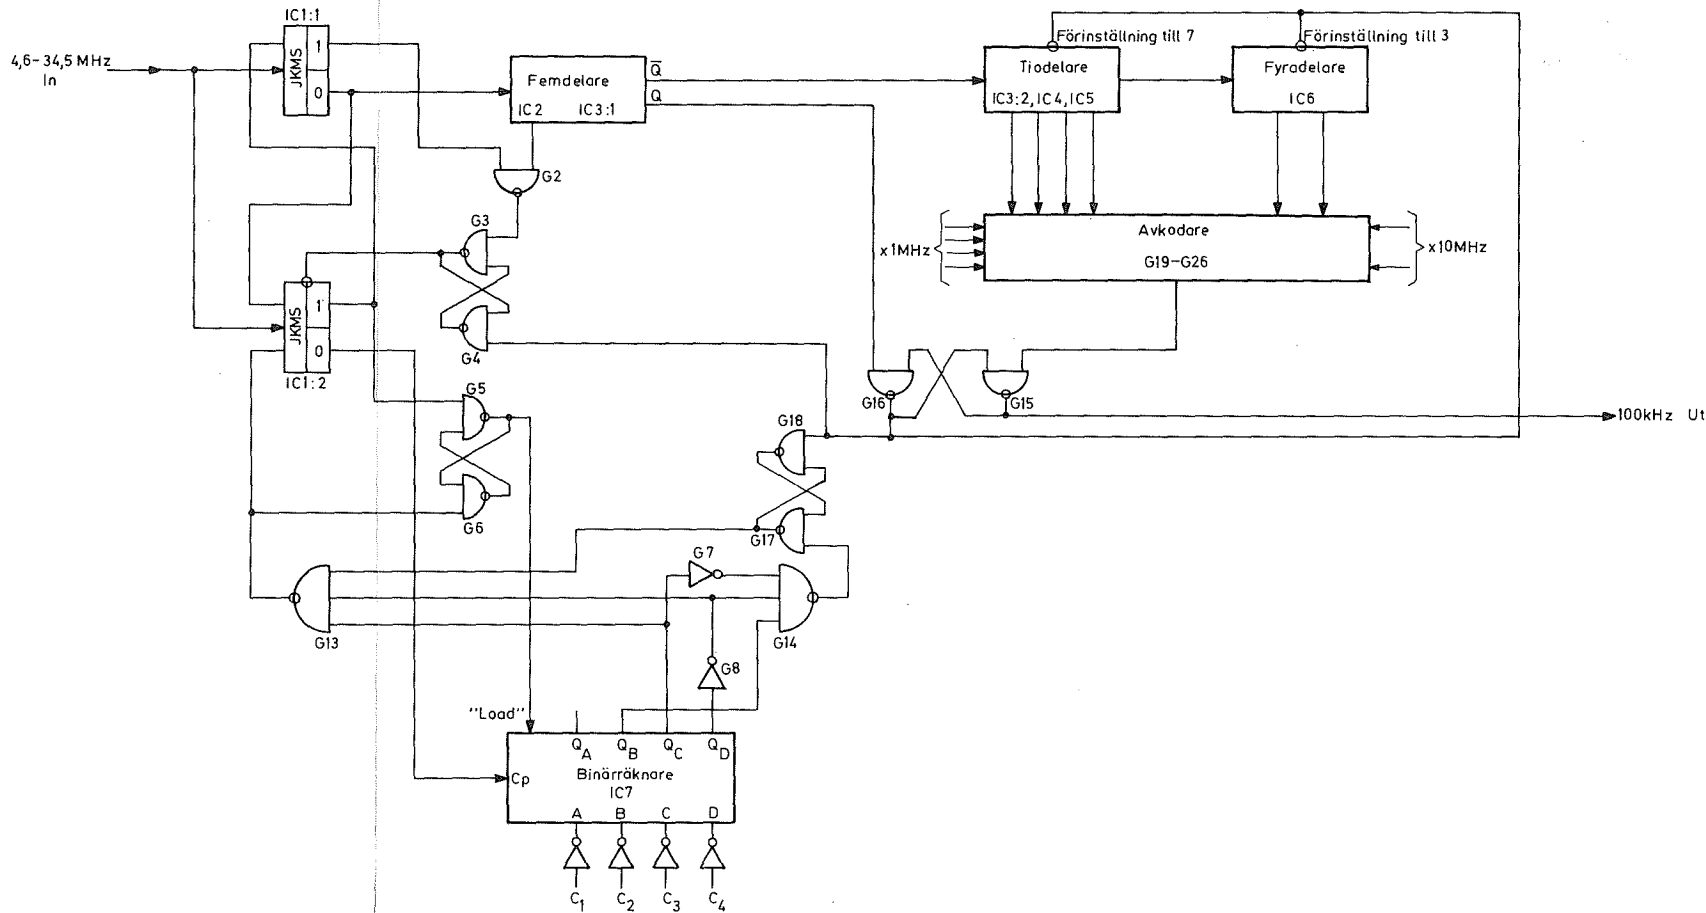 IC1:1
4,6-34,5 MHz
In
JKMS
1
0
Femdelare
IC2 IC3:1
Q̅
Q
Förinställning till 7
Tiodelare
IC3:2, IC4, IC5
Förinställning till 3
Fyradelare
IC6
G2
G3
G4
JKMS
1
0
IC1:2
x1MHz
Avkodare
G19-G26
x10MHz
G16
G15
100kHz Ut
G5
G6
G18
G17
G7
G13
G14
G8
"Load"
QA QB QC QD
Cp
Binärräknare
IC7
A B C D
C1 C2 C3 C4